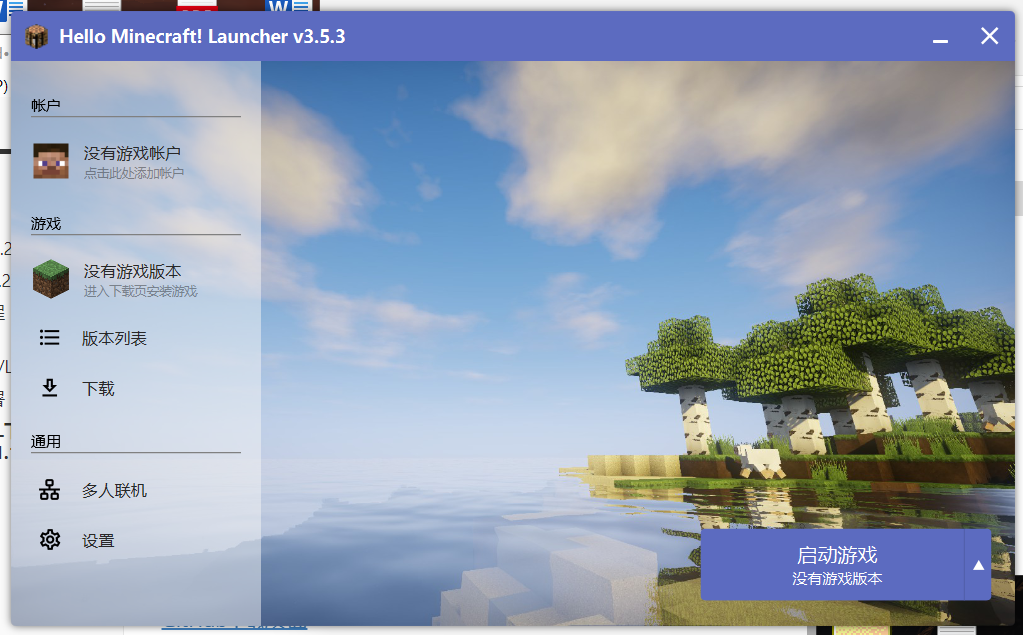 Hello Minecraft! Launcher v3.5.3
帐户
没有游戏帐户
点击此处添加帐户
游戏
没有游戏版本
进入下载页安装游戏
版本列表
下载
通用
多人联机
设置
启动游戏
没有游戏版本